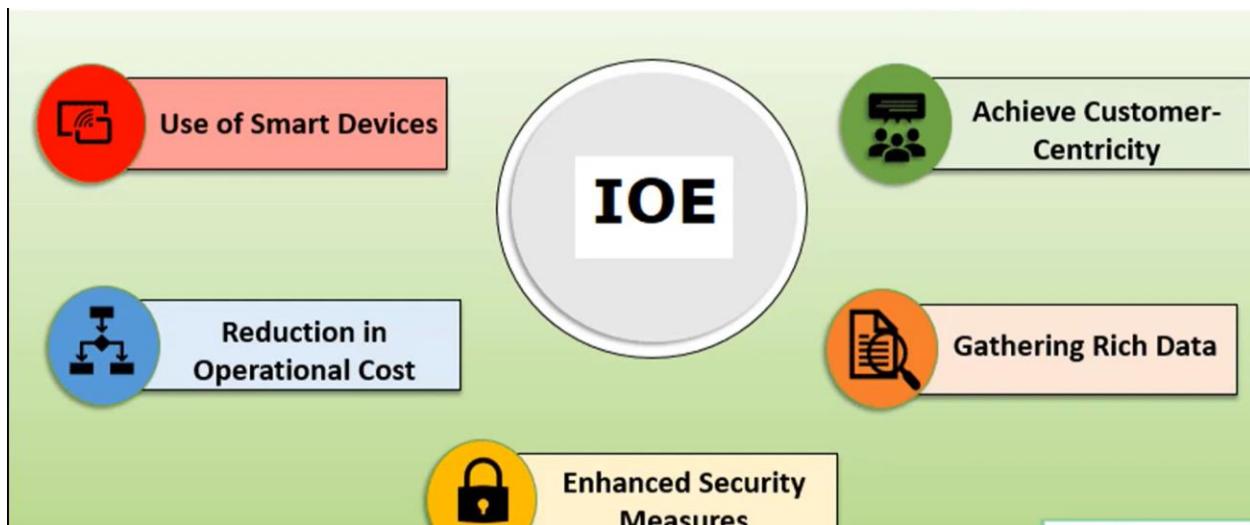 Use of Smart Devices
IOE
Achieve Customer-
Centricity
Reduction in
Operational Cost
Gathering Rich Data
Enhanced Security
Measures